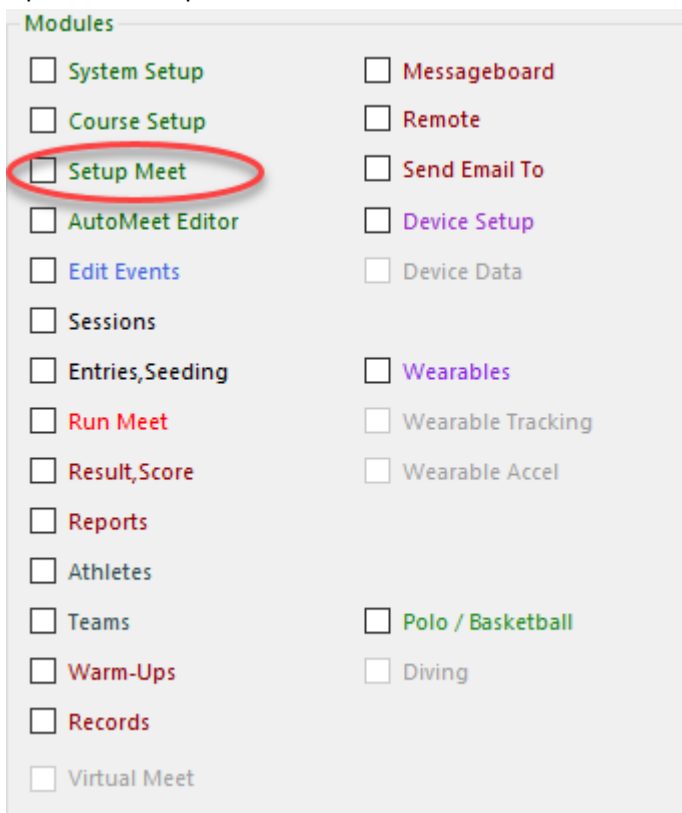 Modules
System Setup
Messageboard
Course Setup
Remote
Setup Meet
Send Email To
AutoMeet Editor
Device Setup
Edit Events
Device Data
Sessions
Entries,Seeding
Wearables
Run Meet
Wearable Tracking
Result,Score
Wearable Accel
Reports
Athletes
Teams
Polo / Basketball
Warm-Ups
Diving
Records
Virtual Meet